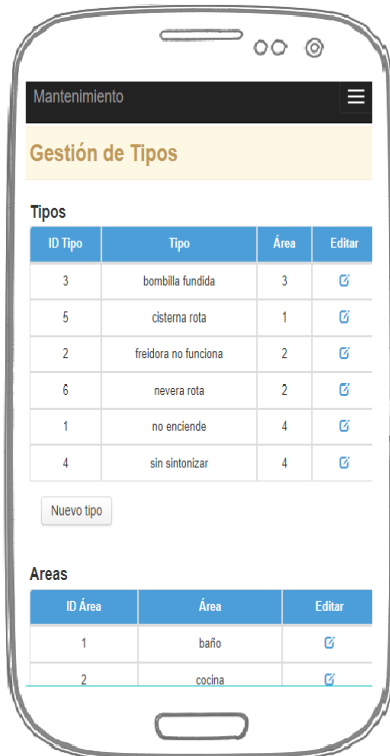 Mantenimiento
Gestión de Tipos
Tipos
ID Tipo Tipo Área Editar
3 bombilla fundida 3
5 cisterna rota 1
2 freidora no funciona 2
6 nevera rota 2
1 no enciende 4
4 sin sintonizar 4
Nuevo tipo
Areas
ID Área Área Editar
1 baño
2 cocina